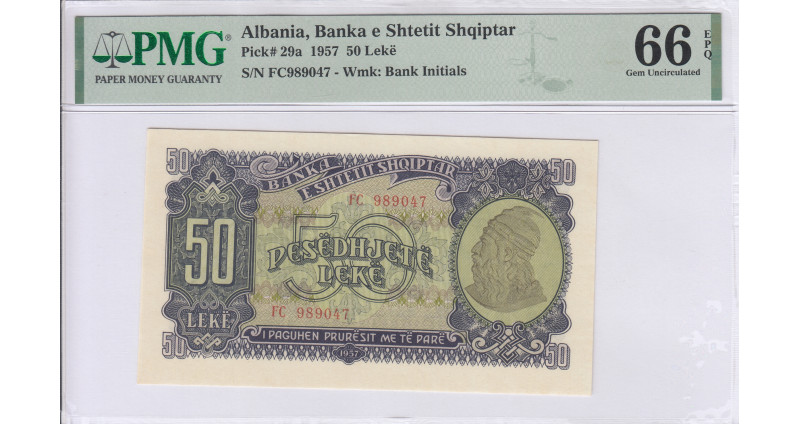 PMG
PAPER MONEY GUARANTY
Albania, Banka e Shtetit Shqiptar
Pick# 29a 1957 50 Lekë
S/N FC989047 - Wmk: Bank Initials
66 EPQ
Gem Uncirculated
50
50
BANKA
E SHTETIT SHQIPTAR
FC 989047
50
LEKË
50
PESËDHJETË
LEKË
FC 989047
I PAGUHEN PRURËSIT ME TË PARË
50
1957
50